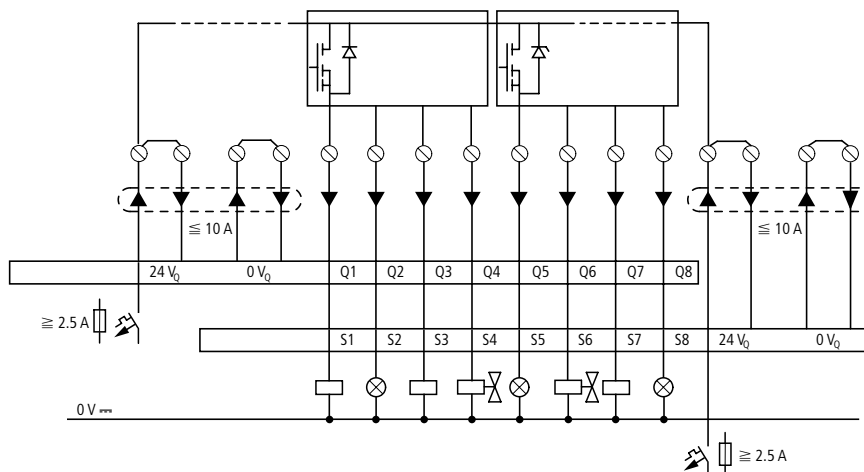 ≦ 10 A ≦ 10 A
24 VQ 0 VQ Q1 Q2 Q3 Q4 Q5 Q6 Q7 Q8
≧ 2.5 A
S1 S2 S3 S4 S5 S6 S7 S8 24 VQ 0 VQ
0 V
≧ 2.5 A